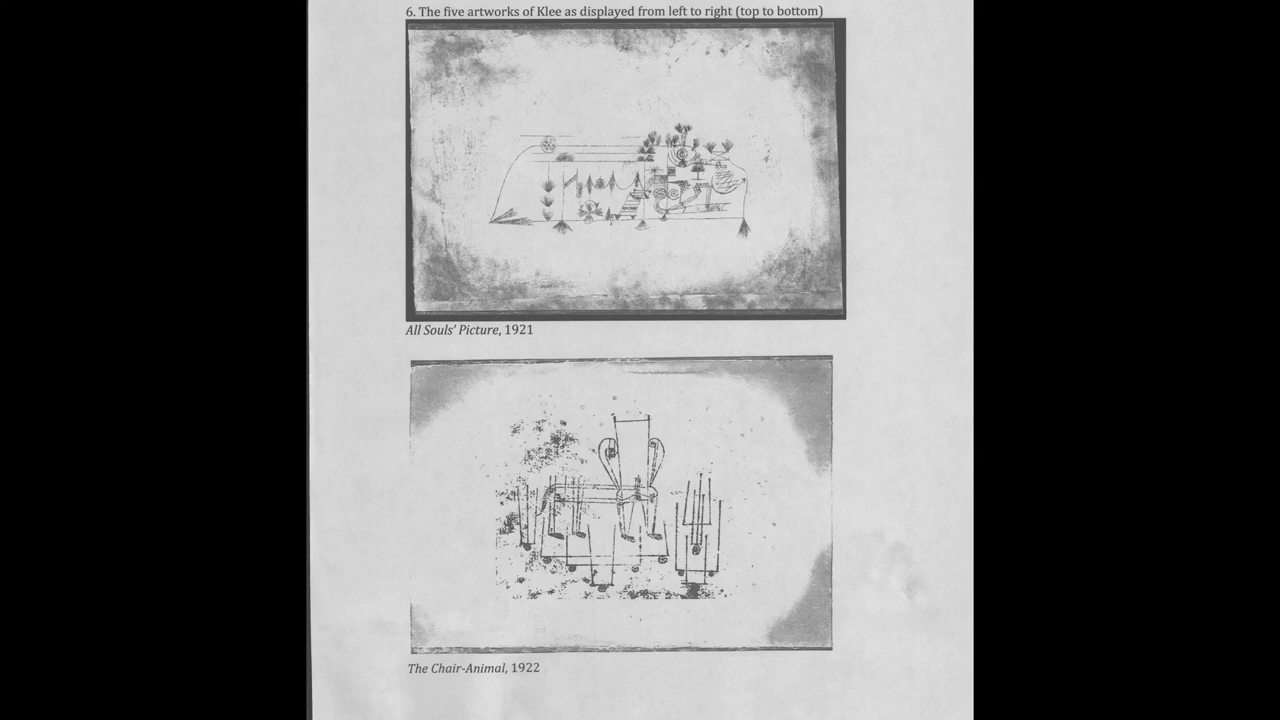 6. The five artworks of Klee as displayed from left to right (top to bottom)
All Souls' Picture, 1921
The Chair-Animal, 1922